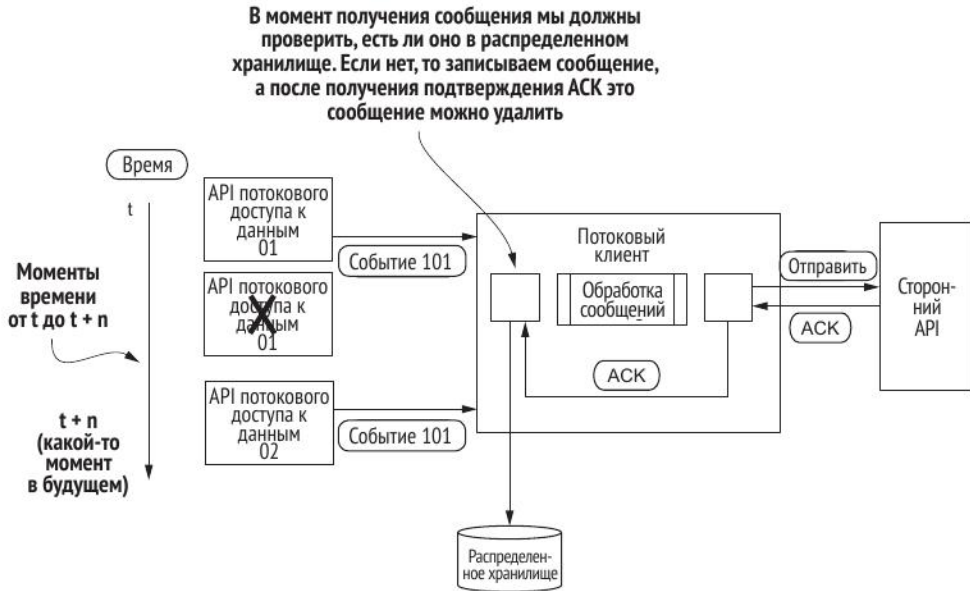 В момент получения сообщения мы должны
проверить, есть ли оно в распределенном
хранилище. Если нет, то записываем сообщение,
а после получения подтверждения ACK это
сообщение можно удалить
Время
t
Моменты
времени
от t до t + n
t + n
(какой-то
момент
в будущем)
API потокового
доступа к
данным
01
Событие 101
API потокового
доступа к
данным
01
API потокового
доступа к
данным
02
Событие 101
Потоковый
клиент
Обработка
сообщений
ACK
Отправить
ACK
Сторон-
ний
API
Распределен-
ное хранилище